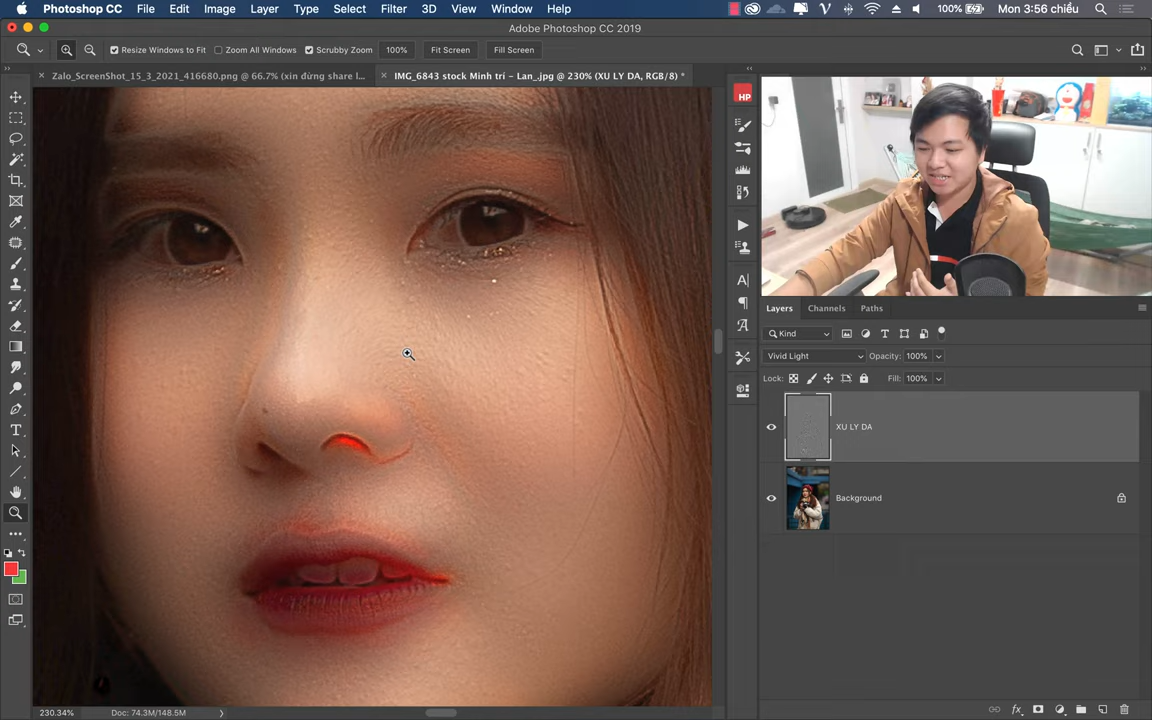 Photoshop CC File Edit Image Layer Type Select Filter 3D View Window Help 100% Mon 3:56 chiều
Adobe Photoshop CC 2019
Resize Windows to Fit Zoom All Windows Scrubby Zoom 100% Fit Screen Fill Screen
Zalo_ScreenShot_15_3_2021_416680.png @ 66.7% (xin đừng share l...
IMG_6843 stock Minh trí – Lan_.jpg @ 230% (XU LY DA, RGB/8) *
HP
Layers Channels Paths
Kind
Vivid Light Opacity: 100%
Lock: Fill: 100%
XU LY DA
Background
230.34% Doc: 74.3M/148.5M